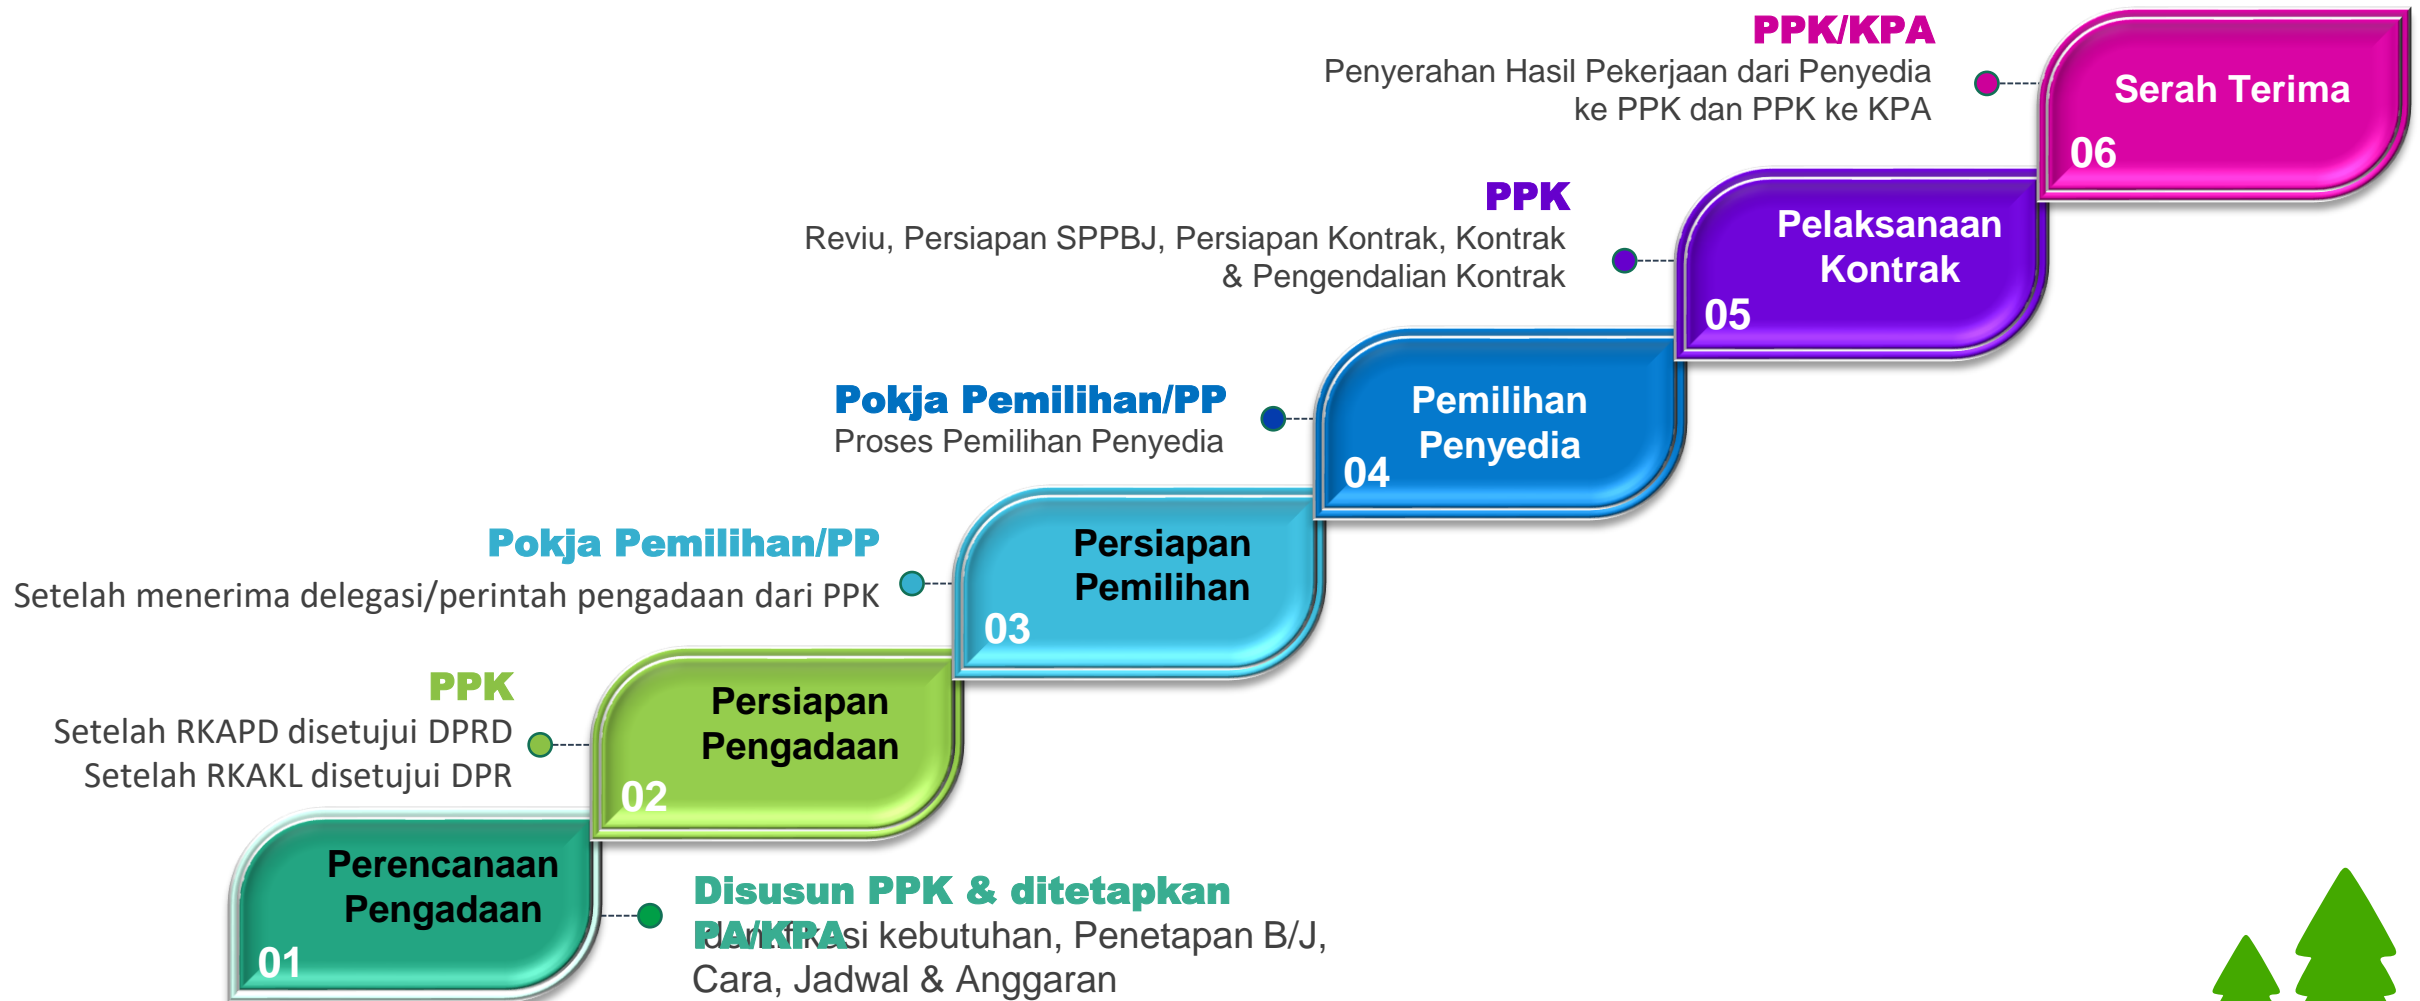 PPK/KPA
Penyerahan Hasil Pekerjaan dari Penyedia
ke PPK dan PPK ke KPA
Serah Terima
06
PPK
Reviu, Persiapan SPPBJ, Persiapan Kontrak, Kontrak
& Pengendalian Kontrak
Pelaksanaan
Kontrak
05
Pokja Pemilihan/PP
Proses Pemilihan Penyedia
Pemilihan
Penyedia
04
Pokja Pemilihan/PP
Setelah menerima delegasi/perintah pengadaan dari PPK
Persiapan
Pemilihan
03
PPK
Setelah RKAPD disetujui DPRD
Setelah RKAKL disetujui DPR
Persiapan
Pengadaan
02
Perencanaan
Pengadaan
01
Disusun PPK & ditetapkan
PA/KPA
kebutuhan, Penetapan B/J,
Cara, Jadwal & Anggaran